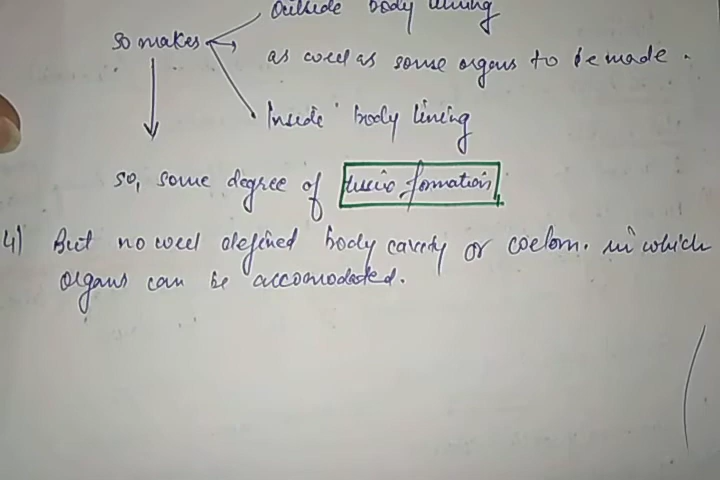 Outside body lining
so makes
as well as some organs to be made.
Inside body lining
so, some degree of tissue formation
4) But no well defined body cavity or coelom. in which
organs can be accomodated.